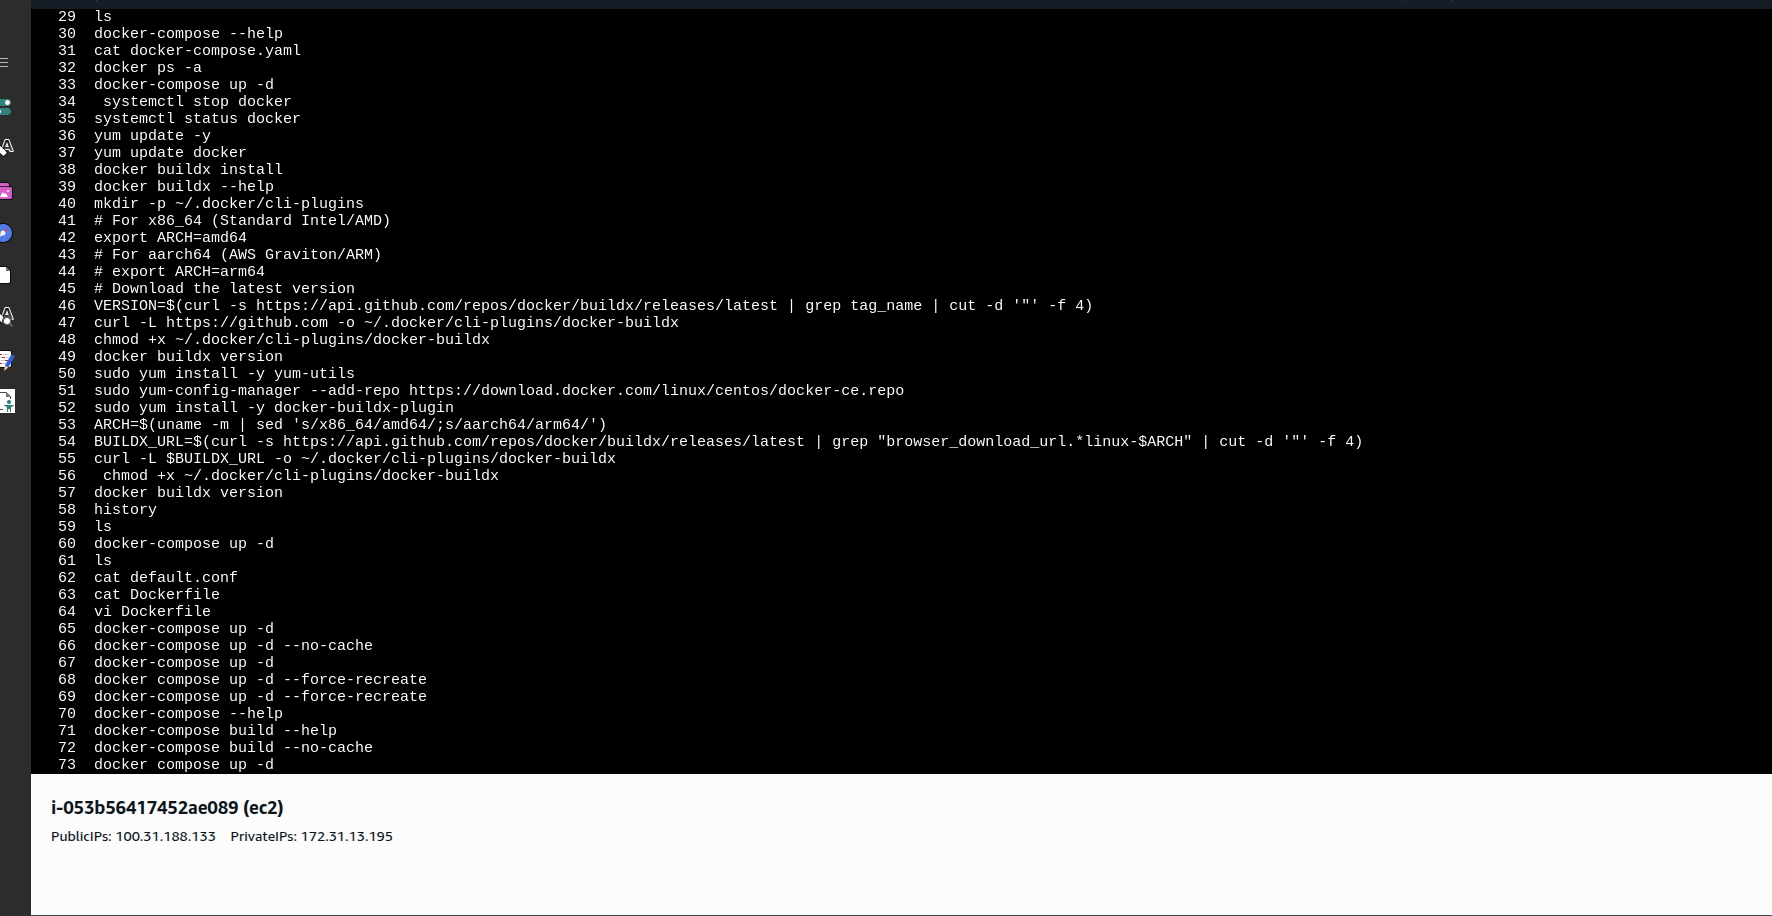 29 ls
30 docker-compose --help
31 cat docker-compose.yaml
32 docker ps -a
33 docker-compose up -d
34  systemctl stop docker
35 systemctl status docker
36 yum update -y
37 yum update docker
38 docker buildx install
39 docker buildx --help
40 mkdir -p ~/.docker/cli-plugins
41 # For x86_64 (Standard Intel/AMD)
42 export ARCH=amd64
43 # For aarch64 (AWS Graviton/ARM)
44 # export ARCH=arm64
45 # Download the latest version
46 VERSION=$(curl -s https://api.github.com/repos/docker/buildx/releases/latest | grep tag_name | cut -d '"' -f 4)
47 curl -L https://github.com -o ~/.docker/cli-plugins/docker-buildx
48 chmod +x ~/.docker/cli-plugins/docker-buildx
49 docker buildx version
50 sudo yum install -y yum-utils
51 sudo yum-config-manager --add-repo https://download.docker.com/linux/centos/docker-ce.repo
52 sudo yum install -y docker-buildx-plugin
53 ARCH=$(uname -m | sed 's/x86_64/amd64/;s/aarch64/arm64/')
54 BUILDX_URL=$(curl -s https://api.github.com/repos/docker/buildx/releases/latest | grep "browser_download_url.*linux-$ARCH" | cut -d '"' -f 4)
55 curl -L $BUILDX_URL -o ~/.docker/cli-plugins/docker-buildx
56  chmod +x ~/.docker/cli-plugins/docker-buildx
57 docker buildx version
58 history
59 ls
60 docker-compose up -d
61 ls
62 cat default.conf
63 cat Dockerfile
64 vi Dockerfile
65 docker-compose up -d
66 docker-compose up -d --no-cache
67 docker-compose up -d
68 docker compose up -d --force-recreate
69 docker-compose up -d --force-recreate
70 docker-compose --help
71 docker-compose build --help
72 docker-compose build --no-cache
73 docker compose up -d
i-053b56417452ae089 (ec2)
PublicIPs: 100.31.188.133 PrivateIPs: 172.31.13.195